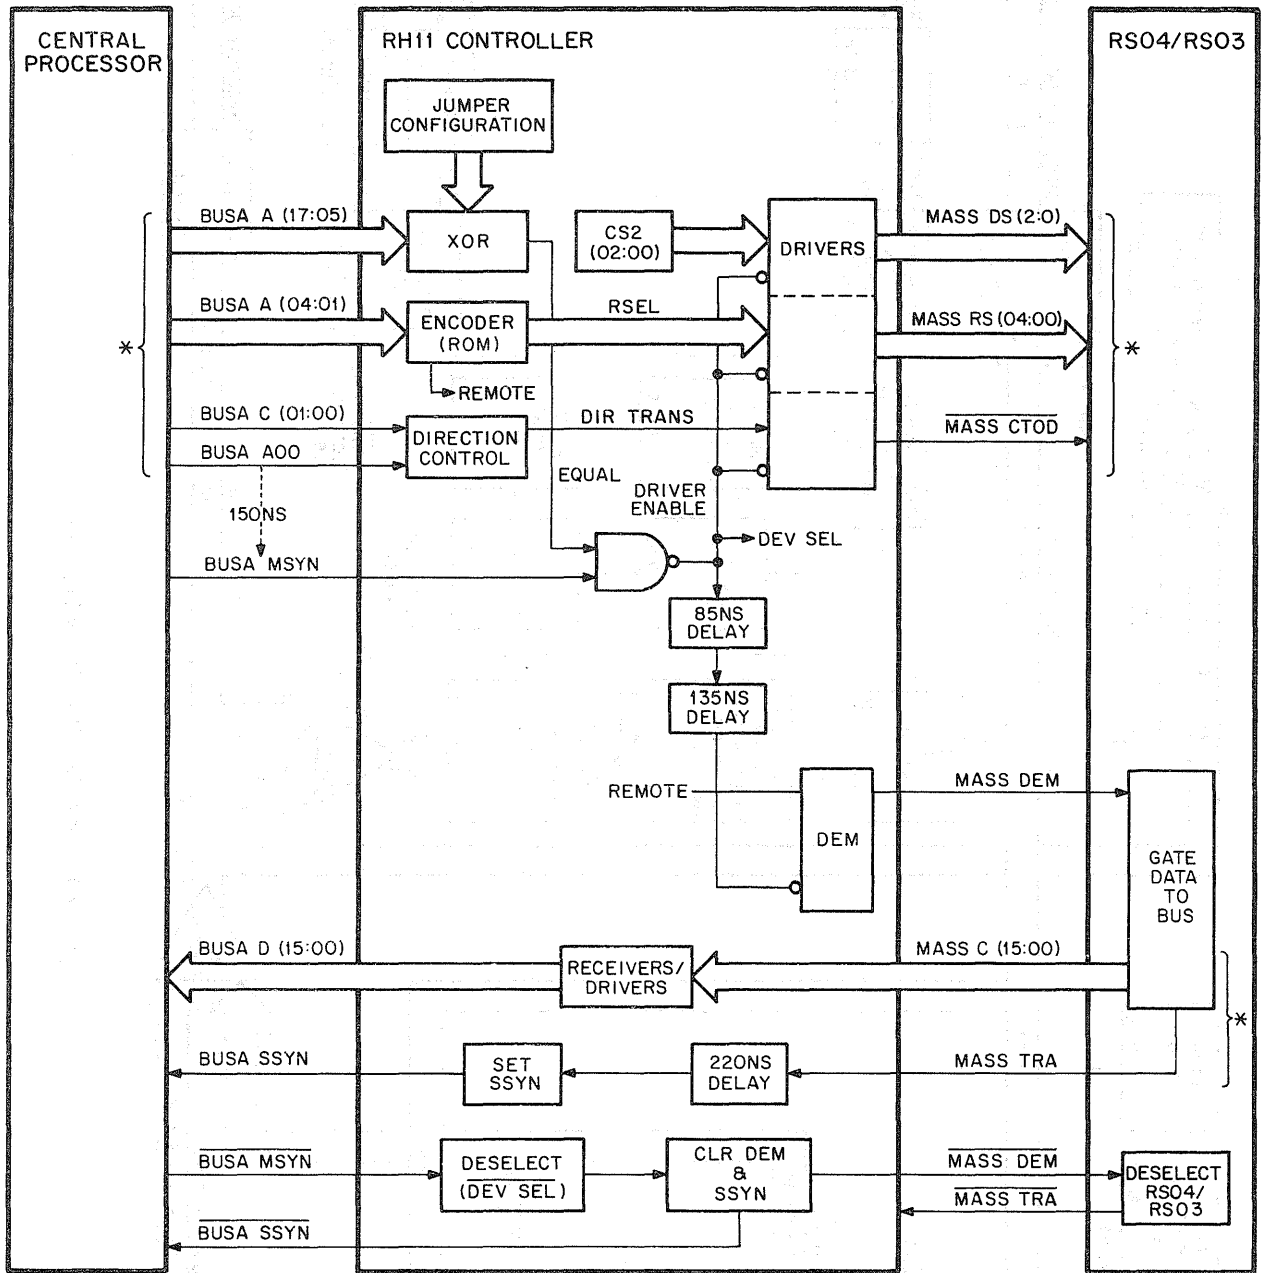 CENTRAL
PROCESSOR
RH11 CONTROLLER
RS04/RS03
JUMPER
CONFIGURATION
BUSA A (17:05)
XOR
CS2
(02:00)
DRIVERS
MASS DS (2:0)
BUSA A (04:01)
ENCODER
(ROM)
RSEL
MASS RS (04:00)
*
*
REMOTE
BUSA C (01:00)
DIRECTION
CONTROL
DIR TRANS
MASS CTOD
BUSA A00
EQUAL
DRIVER
ENABLE
150NS
DEV SEL
BUSA MSYN
85NS
DELAY
135NS
DELAY
REMOTE
DEM
MASS DEM
GATE
DATA
TO
BUS
BUSA D (15:00)
RECEIVERS/
DRIVERS
MASS C (15:00)
*
BUSA SSYN
SET
SSYN
220NS
DELAY
MASS TRA
BUSA MSYN
DESELECT
(DEV SEL)
CLR DEM
&
SSYN
MASS DEM
MASS TRA
DESELECT
RS04/
RS03
BUSA SSYN